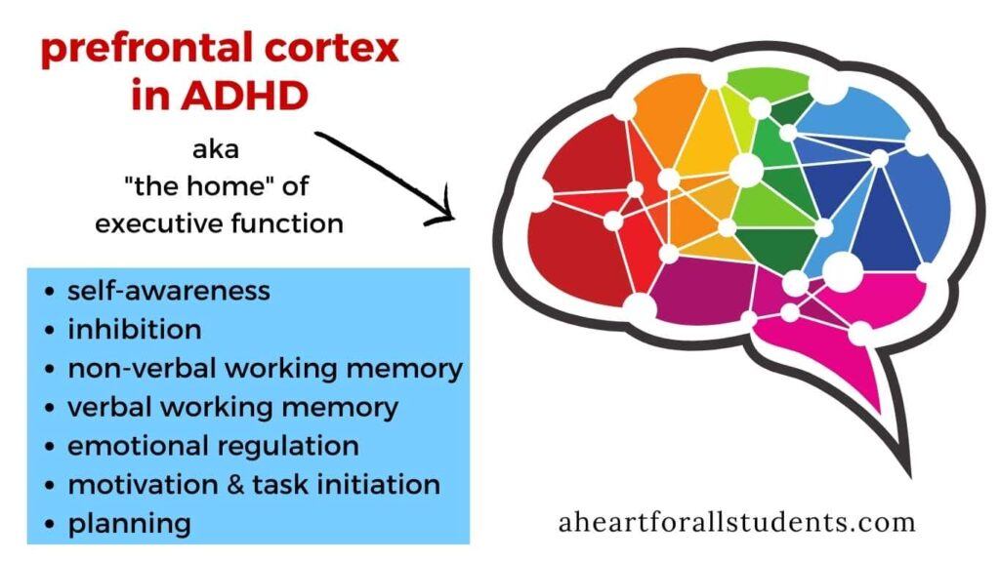 prefrontal cortex
in ADHD
aka
"the home" of
executive function
• self-awareness
• inhibition
• non-verbal working memory
• verbal working memory
• emotional regulation
• motivation & task initiation
• planning
aheartforallstudents.com